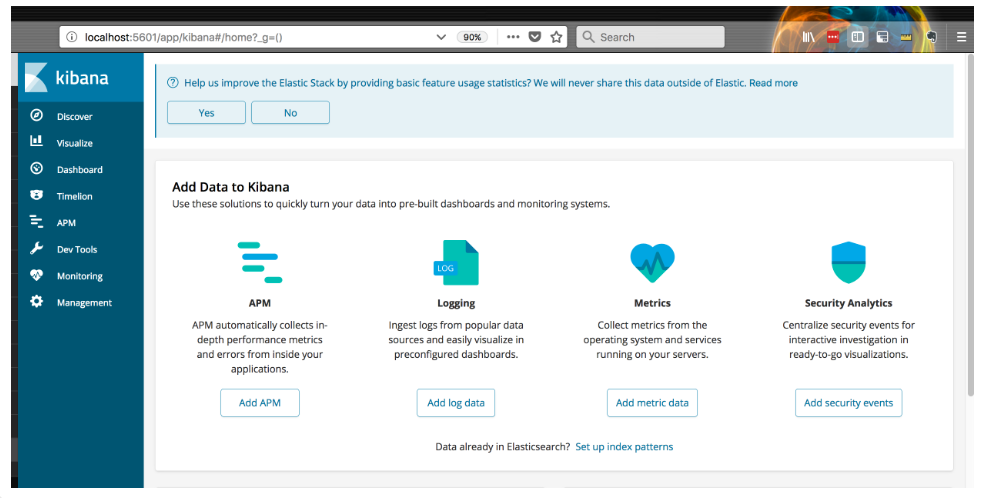 localhost:5601/app/kibana#/home?_g=()
90%
Search
kibana
Discover
Visualize
Dashboard
Timelion
APM
Dev Tools
Monitoring
Management
Help us improve the Elastic Stack by providing basic feature usage statistics? We will never share this data outside of Elastic. Read more
Yes
No
Add Data to Kibana
Use these solutions to quickly turn your data into pre-built dashboards and monitoring systems.
APM
APM automatically collects in-
depth performance metrics
and errors from inside your
applications.
Add APM
LOG
Logging
Ingest logs from popular data
sources and easily visualize in
preconfigured dashboards.
Add log data
Metrics
Collect metrics from the
operating system and services
running on your servers.
Add metric data
Security Analytics
Centralize security events for
interactive investigation in
ready-to-go visualizations.
Add security events
Data already in Elasticsearch? Set up index patterns